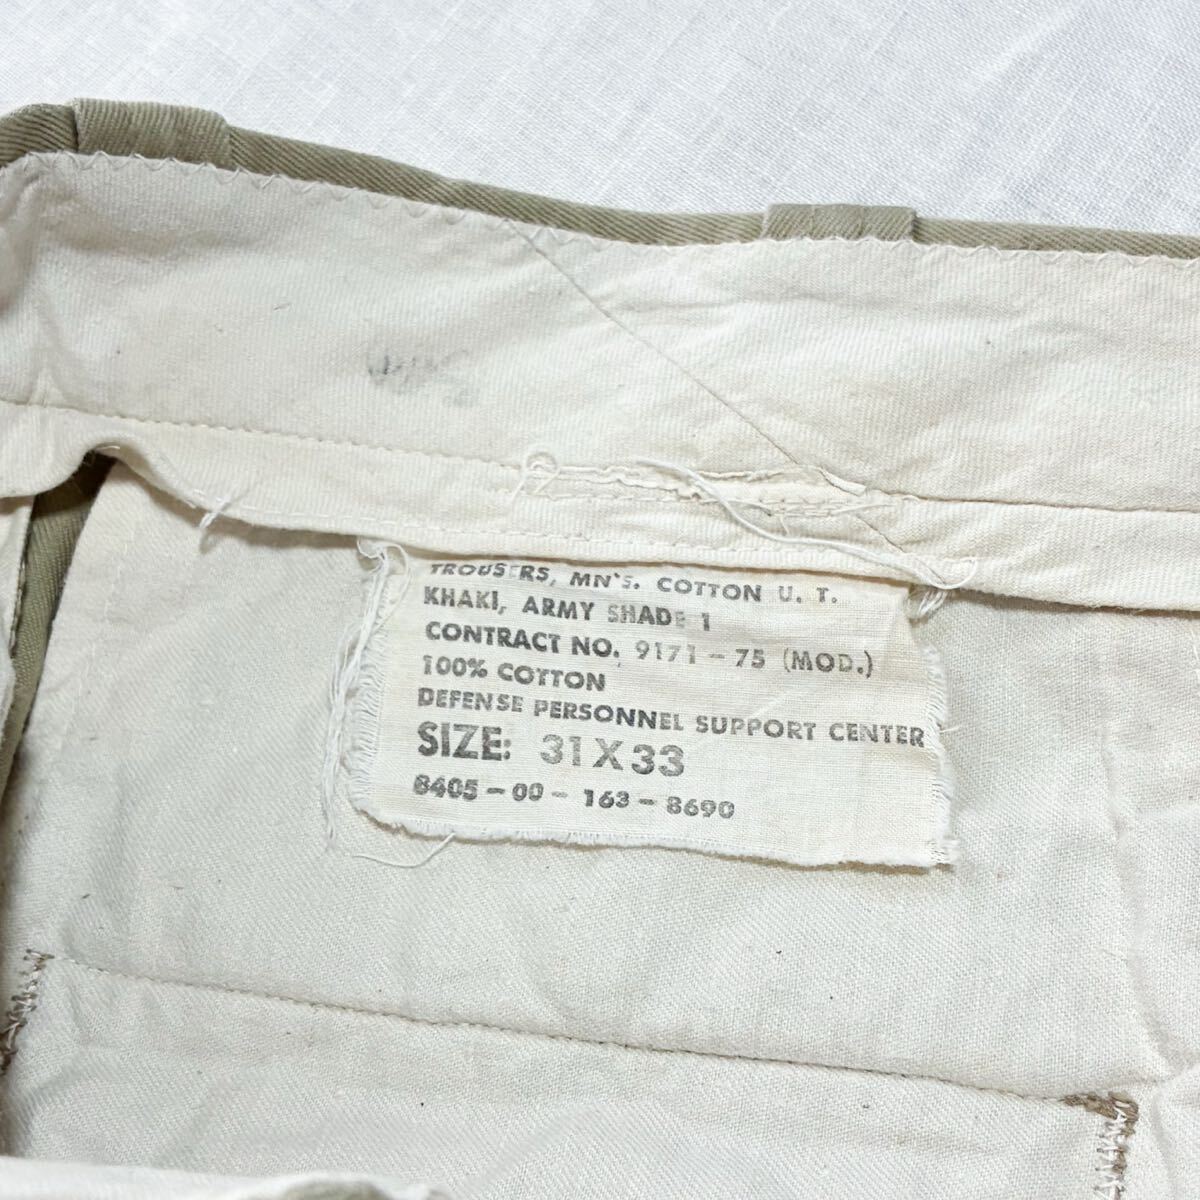 TROUSERS, MN'S. COTTON U. T.
KHAKI, ARMY SHADE 1
CONTRACT NO. 9171-75 (MOD.)
100% COTTON
DEFENSE PERSONNEL SUPPORT CENTER
SIZE: 31X33
8405-00-163-8690